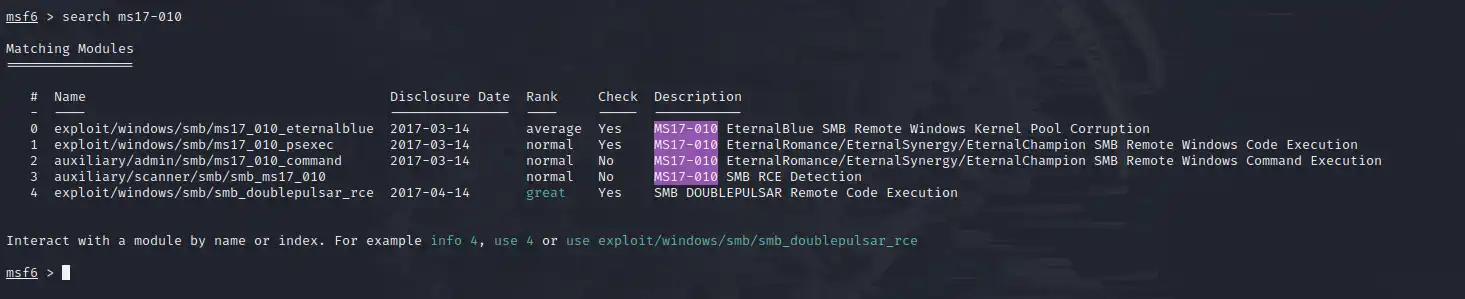 msf6 > search ms17-010
Matching Modules
================
# Name Disclosure Date Rank Check Description
- ---- --------------- ---- ----- -----------
0 exploit/windows/smb/ms17_010_eternalblue 2017-03-14 average Yes MS17-010 EternalBlue SMB Remote Windows Kernel Pool Corruption
1 exploit/windows/smb/ms17_010_psexec 2017-03-14 normal Yes MS17-010 EternalRomance/EternalSynergy/EternalChampion SMB Remote Windows Code Execution
2 auxiliary/admin/smb/ms17_010_command 2017-03-14 normal No MS17-010 EternalRomance/EternalSynergy/EternalChampion SMB Remote Windows Command Execution
3 auxiliary/scanner/smb/smb_ms17_010 normal No MS17-010 SMB RCE Detection
4 exploit/windows/smb/smb_doublepulsar_rce 2017-04-14 great Yes SMB DOUBLEPULSAR Remote Code Execution
Interact with a module by name or index. For example info 4, use 4 or use exploit/windows/smb/smb_doublepulsar_rce
msf6 >